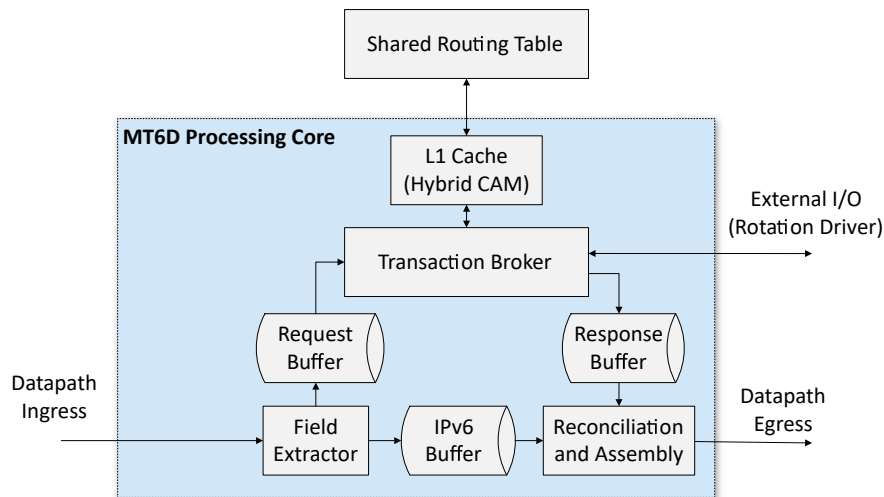 Shared Routing Table
MT6D Processing Core
L1 Cache
(Hybrid CAM)
External I/O
(Rotation Driver)
Transaction Broker
Request
Buffer
Response
Buffer
Datapath
Ingress
Datapath
Egress
Field
Extractor
IPv6
Buffer
Reconciliation
and Assembly